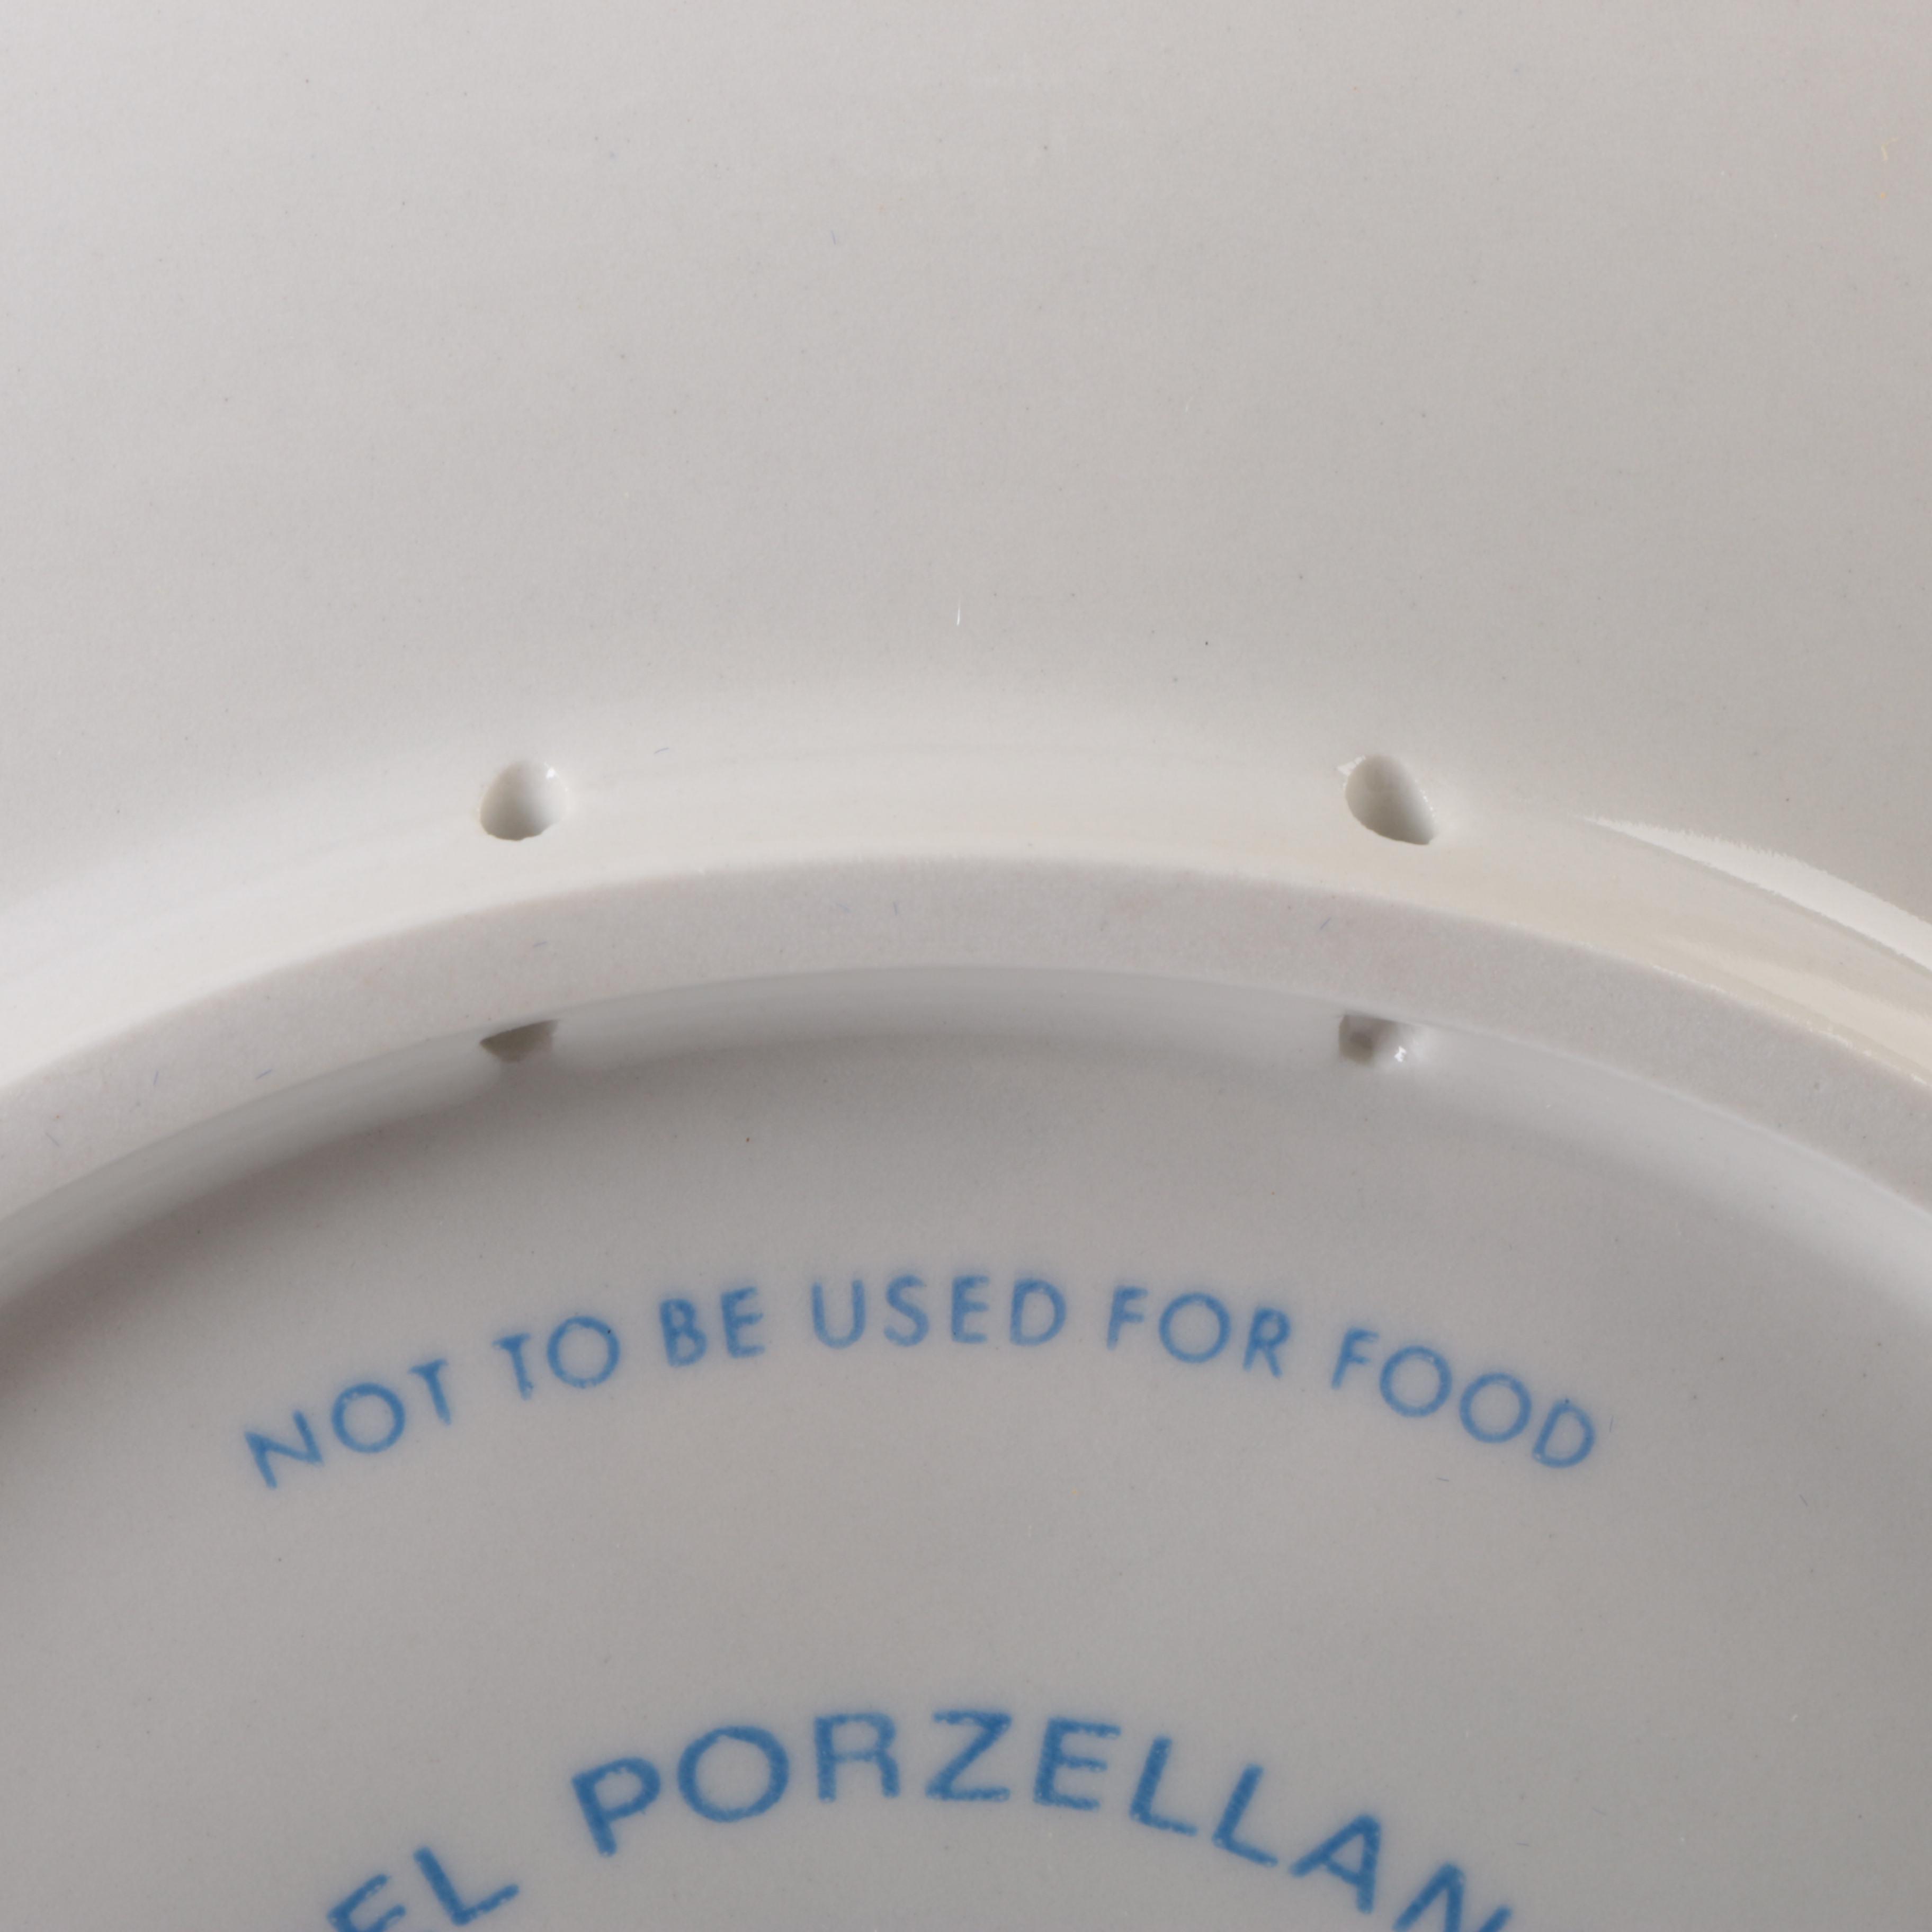 NOT TO BE USED FOR FOOD
EL PORZELLAN